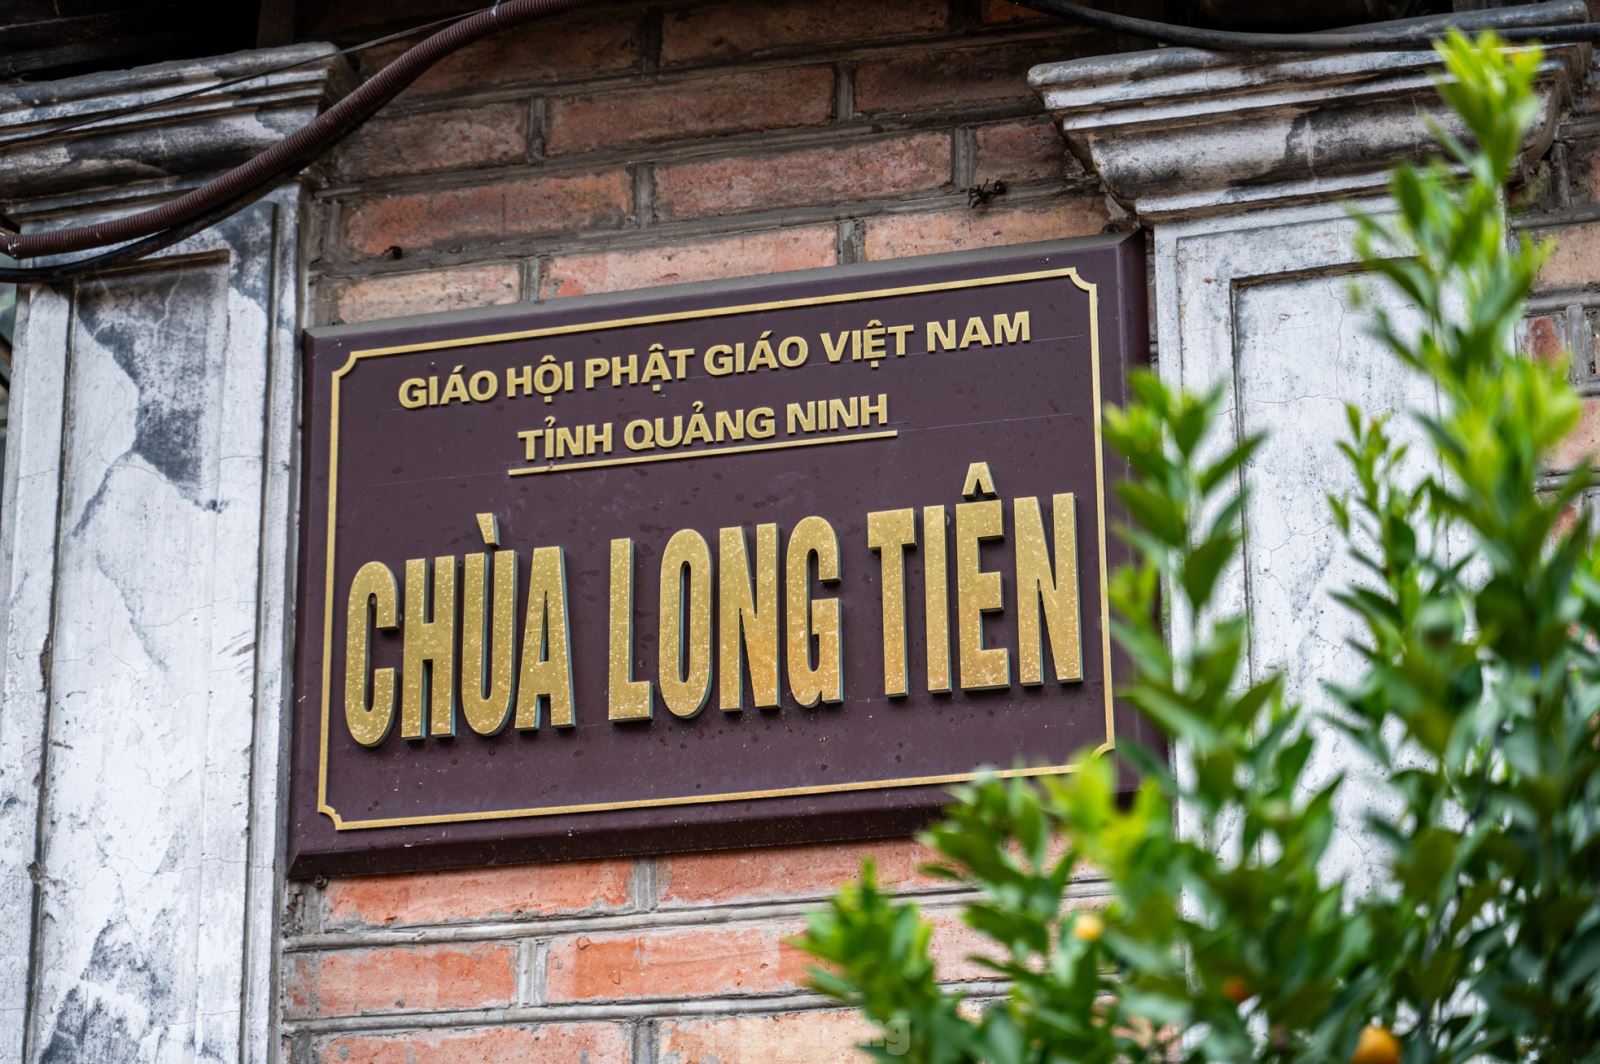 GIÁO HỘI PHẬT GIÁO VIỆT NAM
TỈNH QUẢNG NINH
CHÙA LONG TIÊN